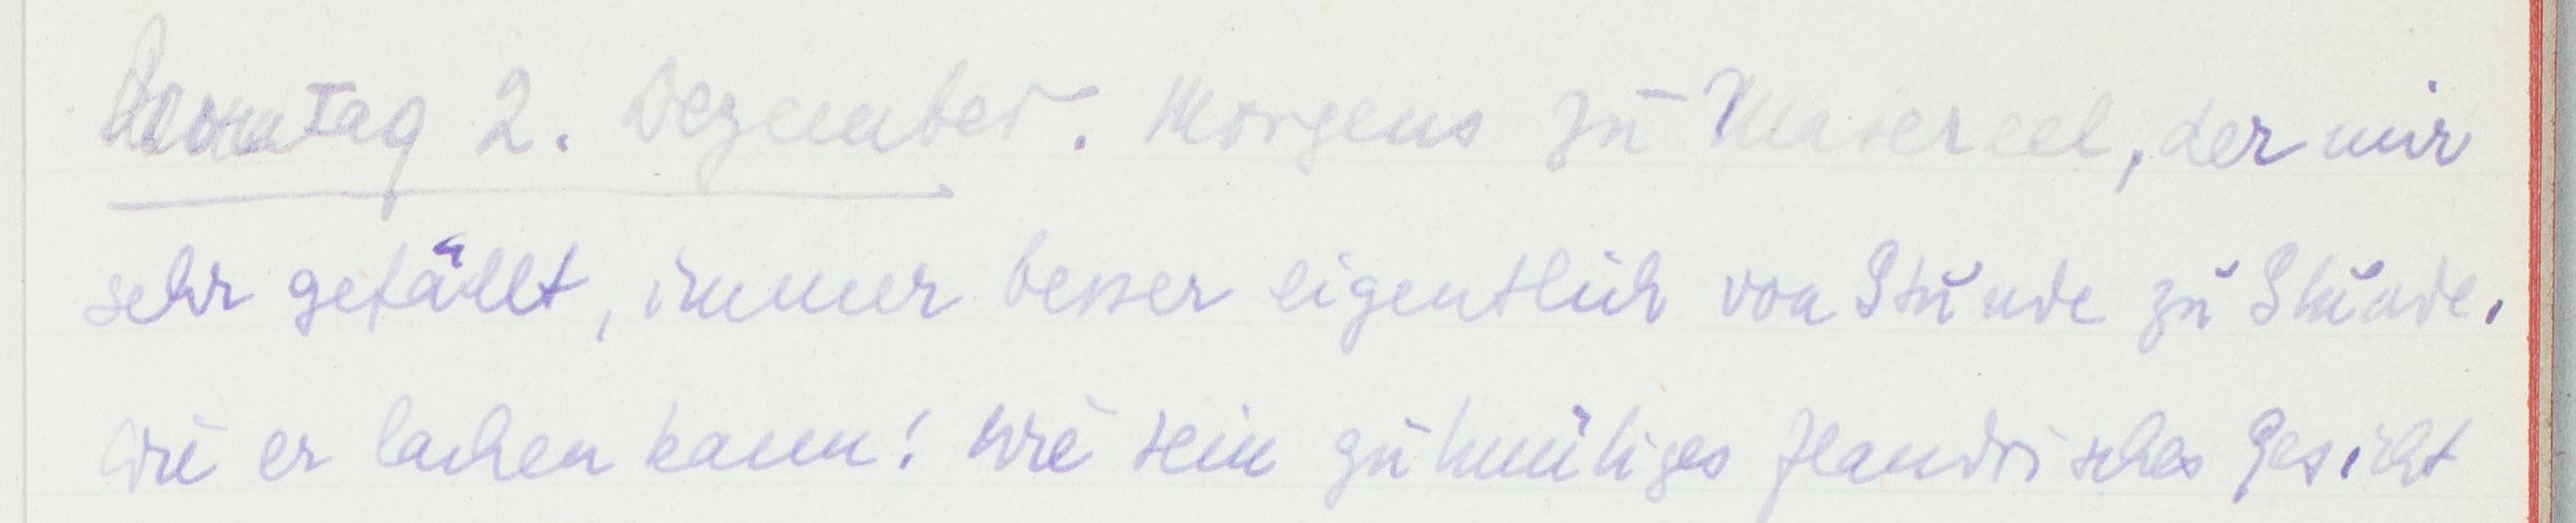 Sonntag 2. Dezember. Morgens zu Masereel, der mir
sehr gefällt, immer besser eigentlich von Stunde zu Stunde.
Wie er lachen kann! Wie sein gutmütiges flandrisches Gesicht